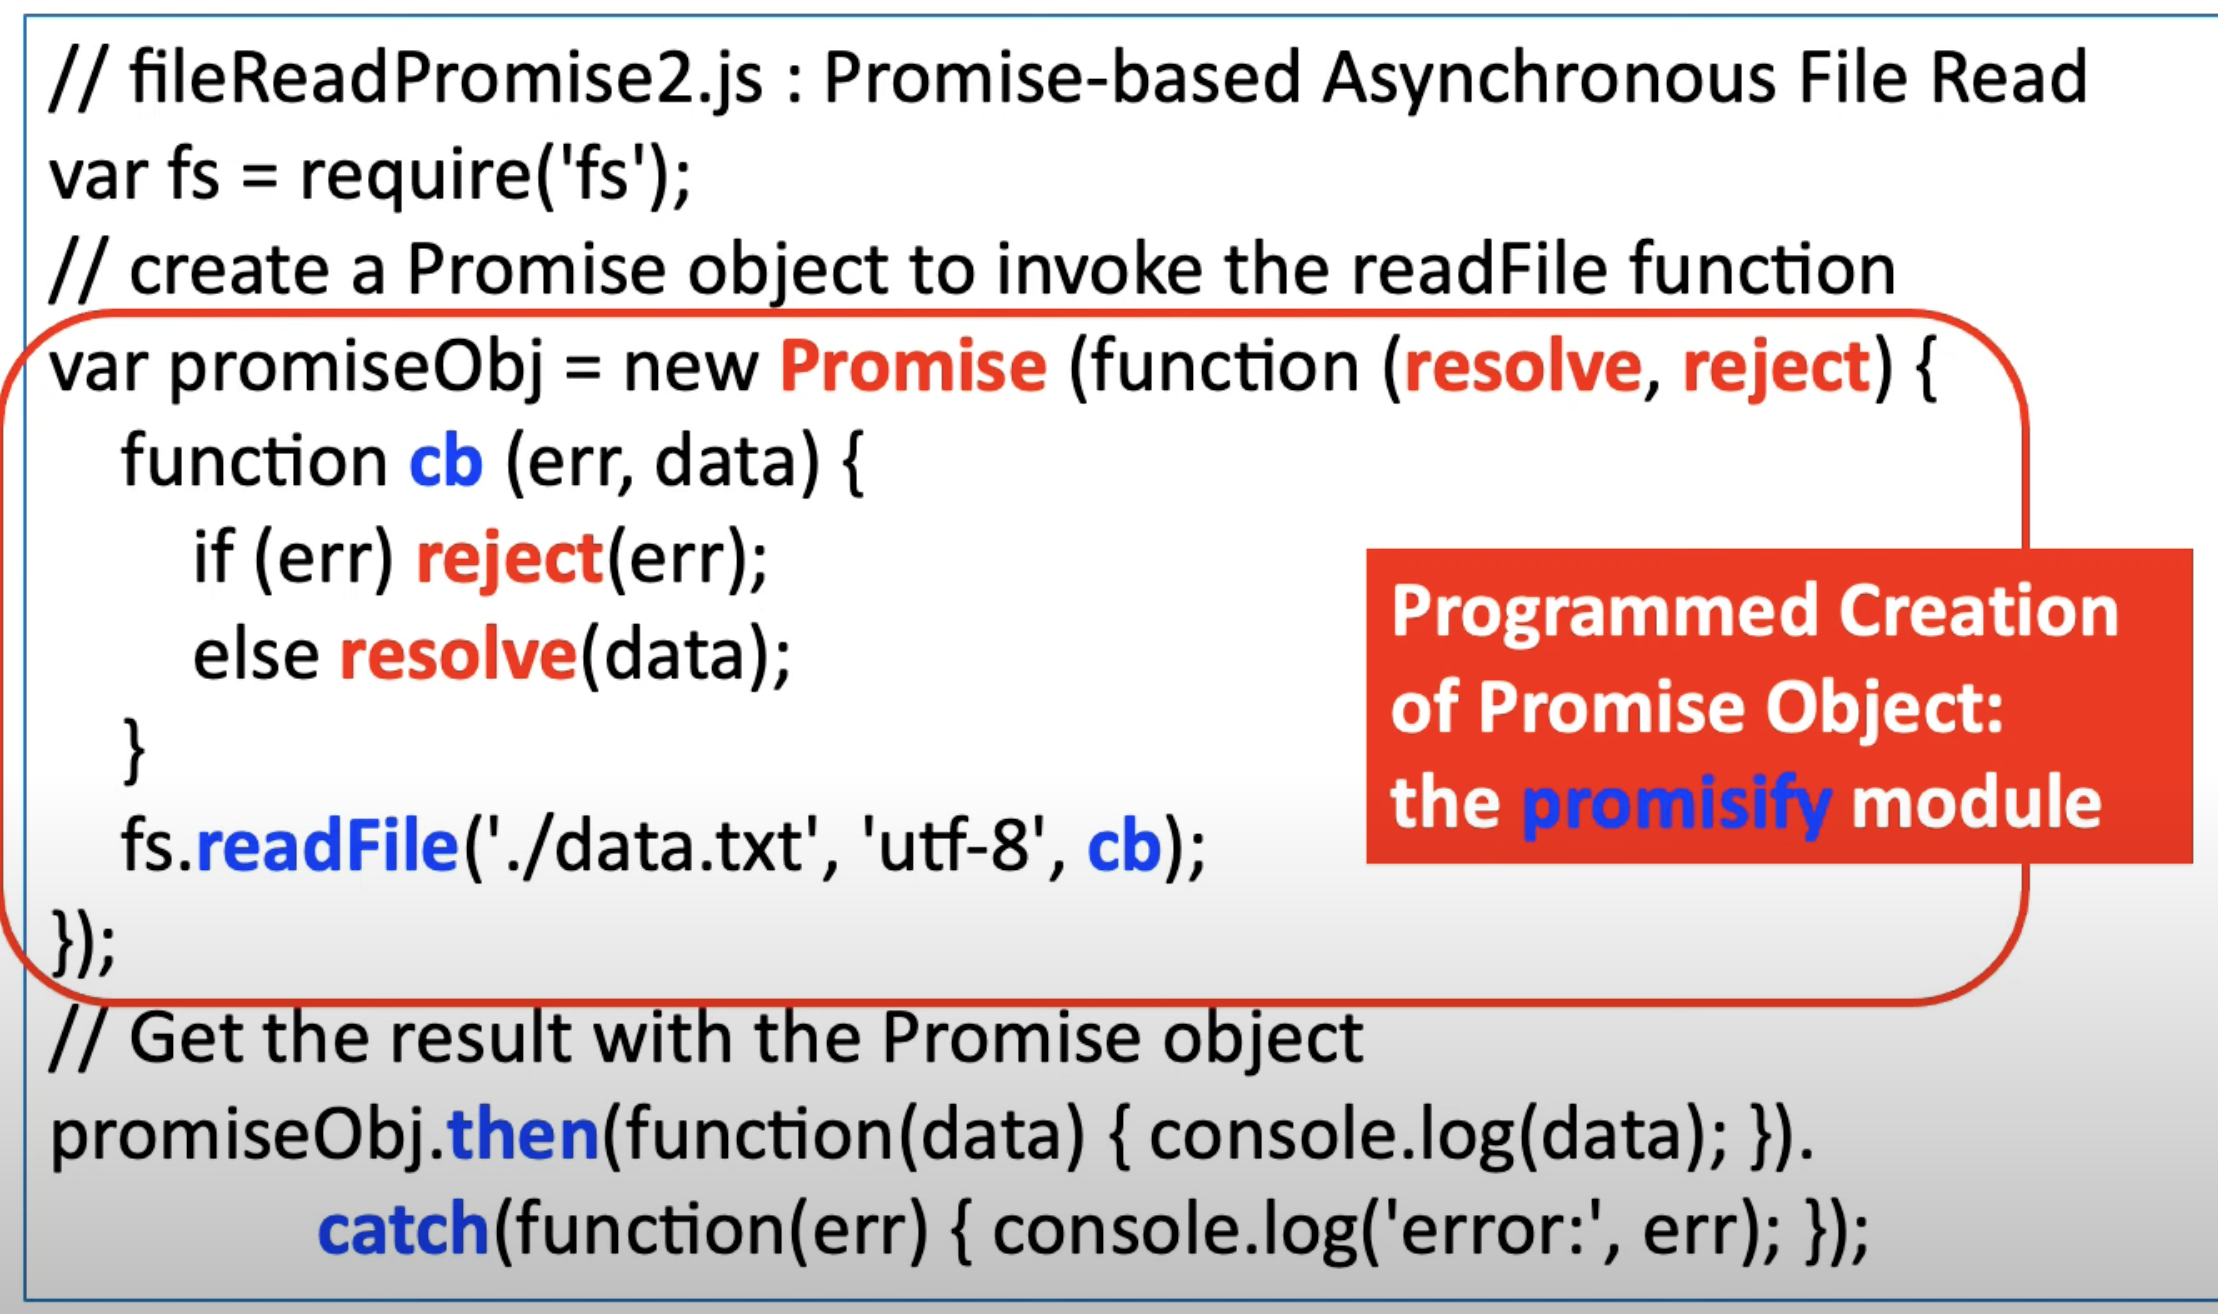 // fileReadPromise2.js : Promise-based Asynchronous File Read
var fs = require('fs');
// create a Promise object to invoke the readFile function
var promiseObj = new Promise (function (resolve, reject) {
function cb (err, data) {
if (err) reject(err);
else resolve(data);
}
fs.readFile('./data.txt', 'utf-8', cb);
});
Programmed Creation
of Promise Object:
the promisify module
// Get the result with the Promise object
promiseObj.then(function(data) { console.log(data); }).
catch(function(err) { console.log('error:', err); });